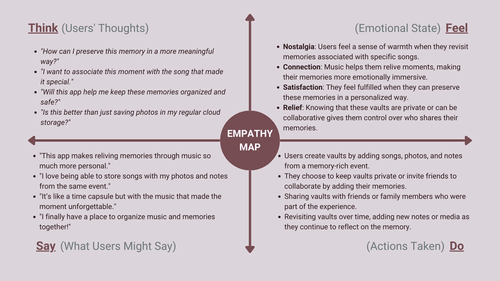 Think (Users' Thoughts)
"How can I preserve this memory in a more meaningful
way?"
"I want to associate this moment with the song that made
it special."
"Will this app help me keep these memories organized and
safe?"
"Is this better than just saving photos in my regular cloud
storage?"
(Emotional State) Feel
Nostalgia: Users feel a sense of warmth when they revisit
memories associated with specific songs.
Connection: Music helps them relive moments, making
their memories more emotionally immersive.
Satisfaction: They feel fulfilled when they can preserve
these memories in a personalized way.
Relief: Knowing that these vaults are private or can be
collaborative gives them control over who shares their
memories.
EMPATHY
MAP
"This app makes reliving memories through music so
much more personal."
"I love being able to store songs with my photos and notes
from the same event."
"It's like a time capsule but with the music that made the
moment unforgettable."
"I finally have a place to organize music and memories
together!"
Say (What Users Might Say)
Users create vaults by adding songs, photos, and notes
from a memory-rich event.
They choose to keep vaults private or invite friends to
collaborate by adding their memories.
Sharing vaults with friends or family members who were
part of the experience.
Revisiting vaults over time, adding new notes or media as
they continue to reflect on the memory.
(Actions Taken) Do